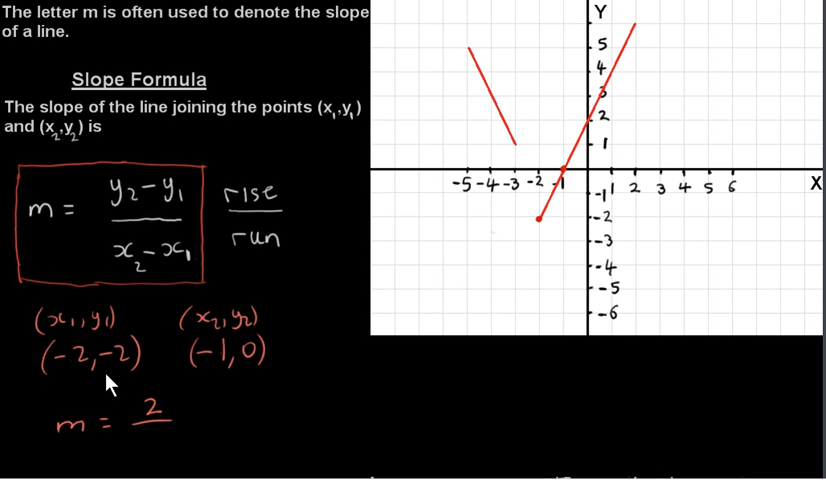 The letter m is often used to denote the slope
of a line.
Slope Formula
The slope of the line joining the points (x₁,y₁)
and (x₂,y₂) is
m = y₂ - y₁ rise
x₂ - x₁ run
(x₁, y₁) (x₂, y₂)
(-2, -2) (-1, 0)
m = 2
Y
5
4
3
2
1
-5 -4 -3 -2 -1 1 2 3 4 5 6 X
-1
-2
-3
-4
-5
-6